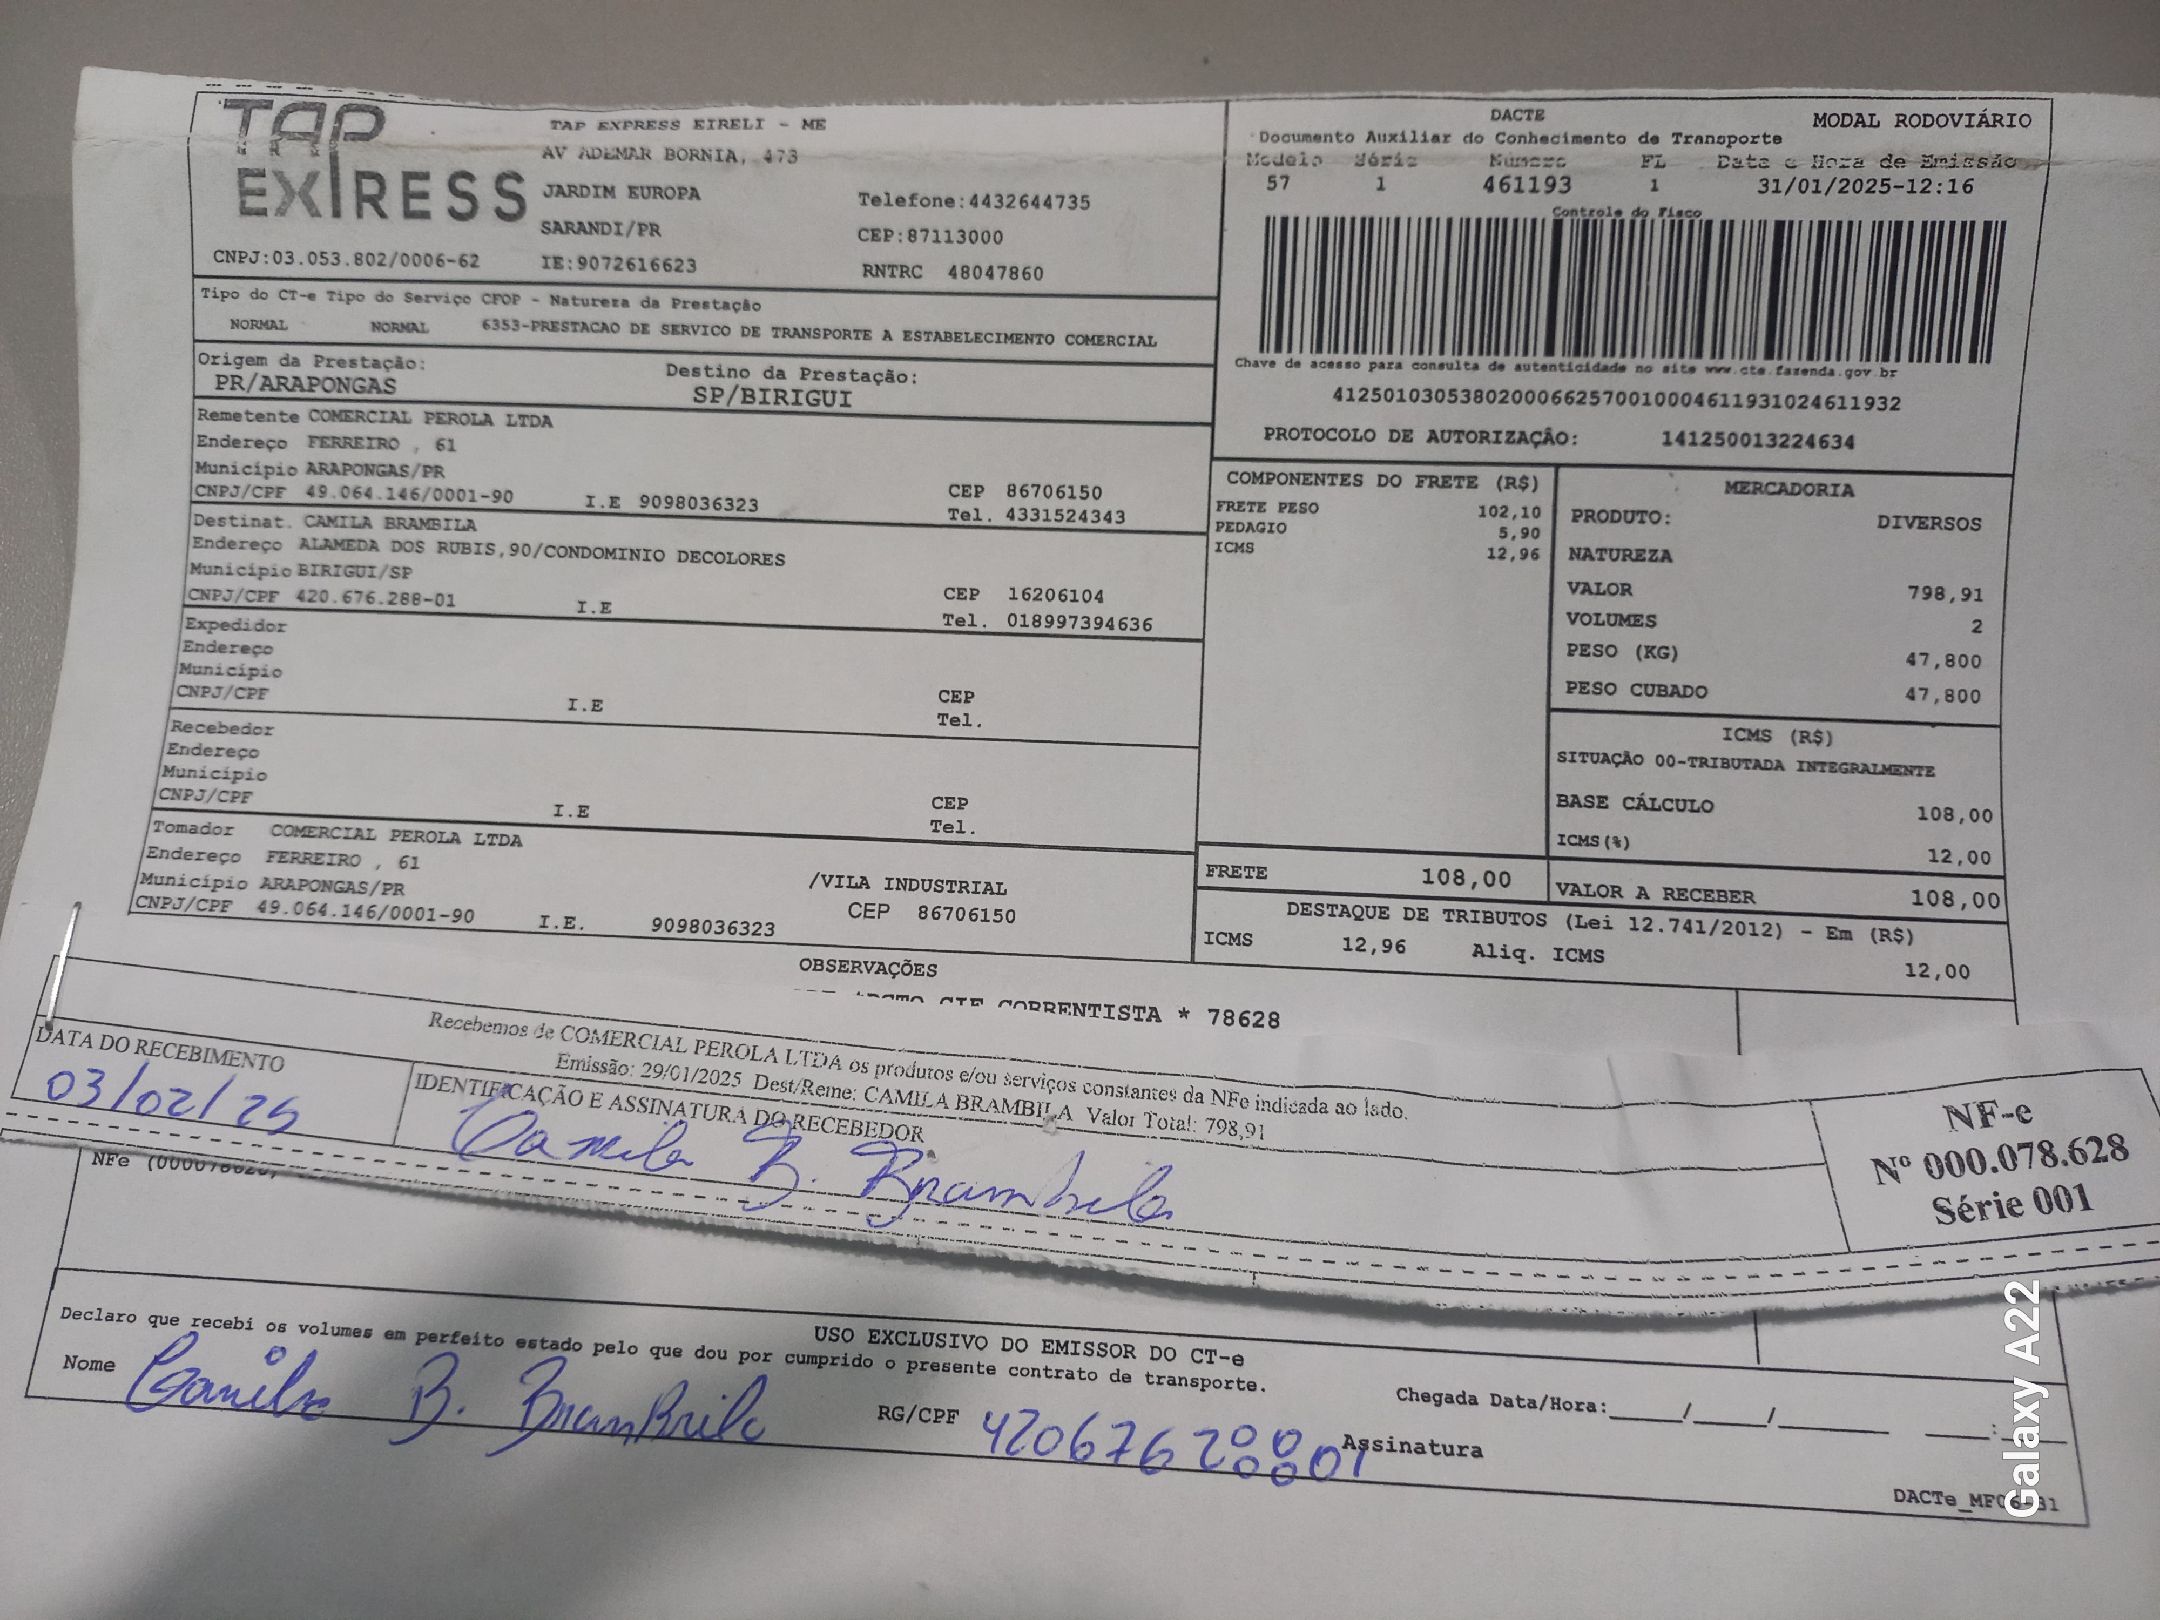 TAP EXPRESS
TAP EXPRESS EIRELI - ME
AV ADEMAR BORNIA, 473
JARDIM EUROPA
Telefone:4432644735
SARANDI/PR
CEP:87113000
CNPJ:03.053.802/0006-62
IE:9072616623
RNTRC 48047860
DACTE
MODAL RODOVIÁRIO
Documento Auxiliar do Conhecimento de Transporte
Modelo Série Número FL Data e Hora de Emissão
57 1 461193 1 31/01/2025-12:16
Controle do Fisco
Chave de acesso para consulta de autenticidade no site www.cte.fazenda.gov.br
41250103053802000662570010004611931024611932
PROTOCOLO DE AUTORIZAÇÂO: 141250013224634
Tipo do CT-e Tipo do Serviço CFOP - Natureza da Prestação
NORMAL NORMAL 6353-PRESTACAO DE SERVICO DE TRANSPORTE A ESTABELECIMENTO COMERCIAL
Origem da Prestação: Destino da Prestação:
PR/ARAPONGAS SP/BIRIGUI
Remetente COMERCIAL PEROLA LTDA
Endereço FERREIRO , 61
Município ARAPONGAS/PR
CEP 86706150
CNPJ/CPF 49.064.146/0001-90 I.E 9098036323 Tel. 4331524343
Destinat. CAMILA BRAMBILA
Endereço ALAMEDA DOS RUBIS,90/CONDOMINIO DECOLORES
Município BIRIGUI/SP
CEP 16206104
CNPJ/CPF 420.676.288-01 I.E Tel. 018997394636
Expedidor
Endereço
Município
CEP
CNPJ/CPF I.E Tel.
Recebedor
Endereço
Município
CEP
CNPJ/CPF I.E Tel.
Tomador COMERCIAL PEROLA LTDA
Endereço FERREIRO , 61 /VILA INDUSTRIAL
Município ARAPONGAS/PR CEP 86706150
CNPJ/CPF 49.064.146/0001-90 I.E. 9098036323
COMPONENTES DO FRETE (R$)
FRETE PESO 102,10
PEDAGIO 5,90
ICMS 12,96
MERCADORIA
PRODUTO: DIVERSOS
NATUREZA
VALOR 798,91
VOLUMES 2
PESO (KG) 47,800
PESO CUBADO 47,800
ICMS (R$)
SITUAÇÃO 00-TRIBUTADA INTEGRALMENTE
BASE CÁLCULO 108,00
ICMS(%) 12,00
FRETE 108,00 VALOR A RECEBER 108,00
DESTAQUE DE TRIBUTOS (Lei 12.741/2012) - Em (R$)
ICMS 12,96 Aliq. ICMS 12,00
OBSERVAÇÕES
CIF CORRENTISTA * 78628
Recebemos de COMERCIAL PEROLA LTDA os produtos e/ou serviços constantes da NFe indicada ao lado.
Emissão: 29/01/2025 Dest/Reme: CAMILA BRAMBILA Valor Total: 798,91
DATA DO RECEBIMENTO
03/02/25
IDENTIFICAÇÃO E ASSINATURA DO RECEBEDOR
Camila B. Brambila
NF-e
Nº 000.078.628
Série 001
NFe
USO EXCLUSIVO DO EMISSOR DO CT-e
Declaro que recebi os volumes em perfeito estado pelo que dou por cumprido o presente contrato de transporte.
Nome Camila B. Brambila
RG/CPF 42067628801
Chegada Data/Hora:_____/_____/________ ____:____
Assinatura
Galaxy A22